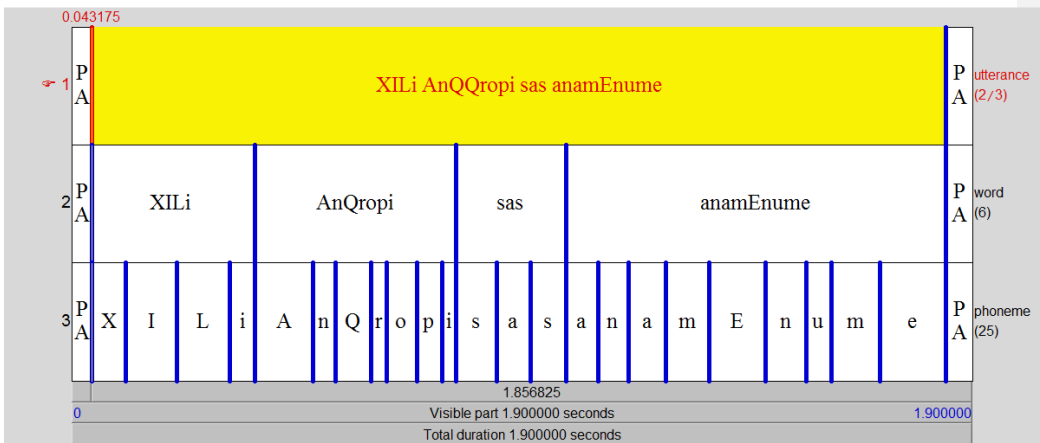 0.043175
☞ 1 PA XILi AnQQropi sas anamEnume PA utterance (2/3)
2 PA XILi AnQropi sas anamEnume PA word (6)
3 PA X I L i A n Q r o p i s a s a n a m E n u m e PA phoneme (25)
1.856825
0 Visible part 1.900000 seconds 1.900000
Total duration 1.900000 seconds